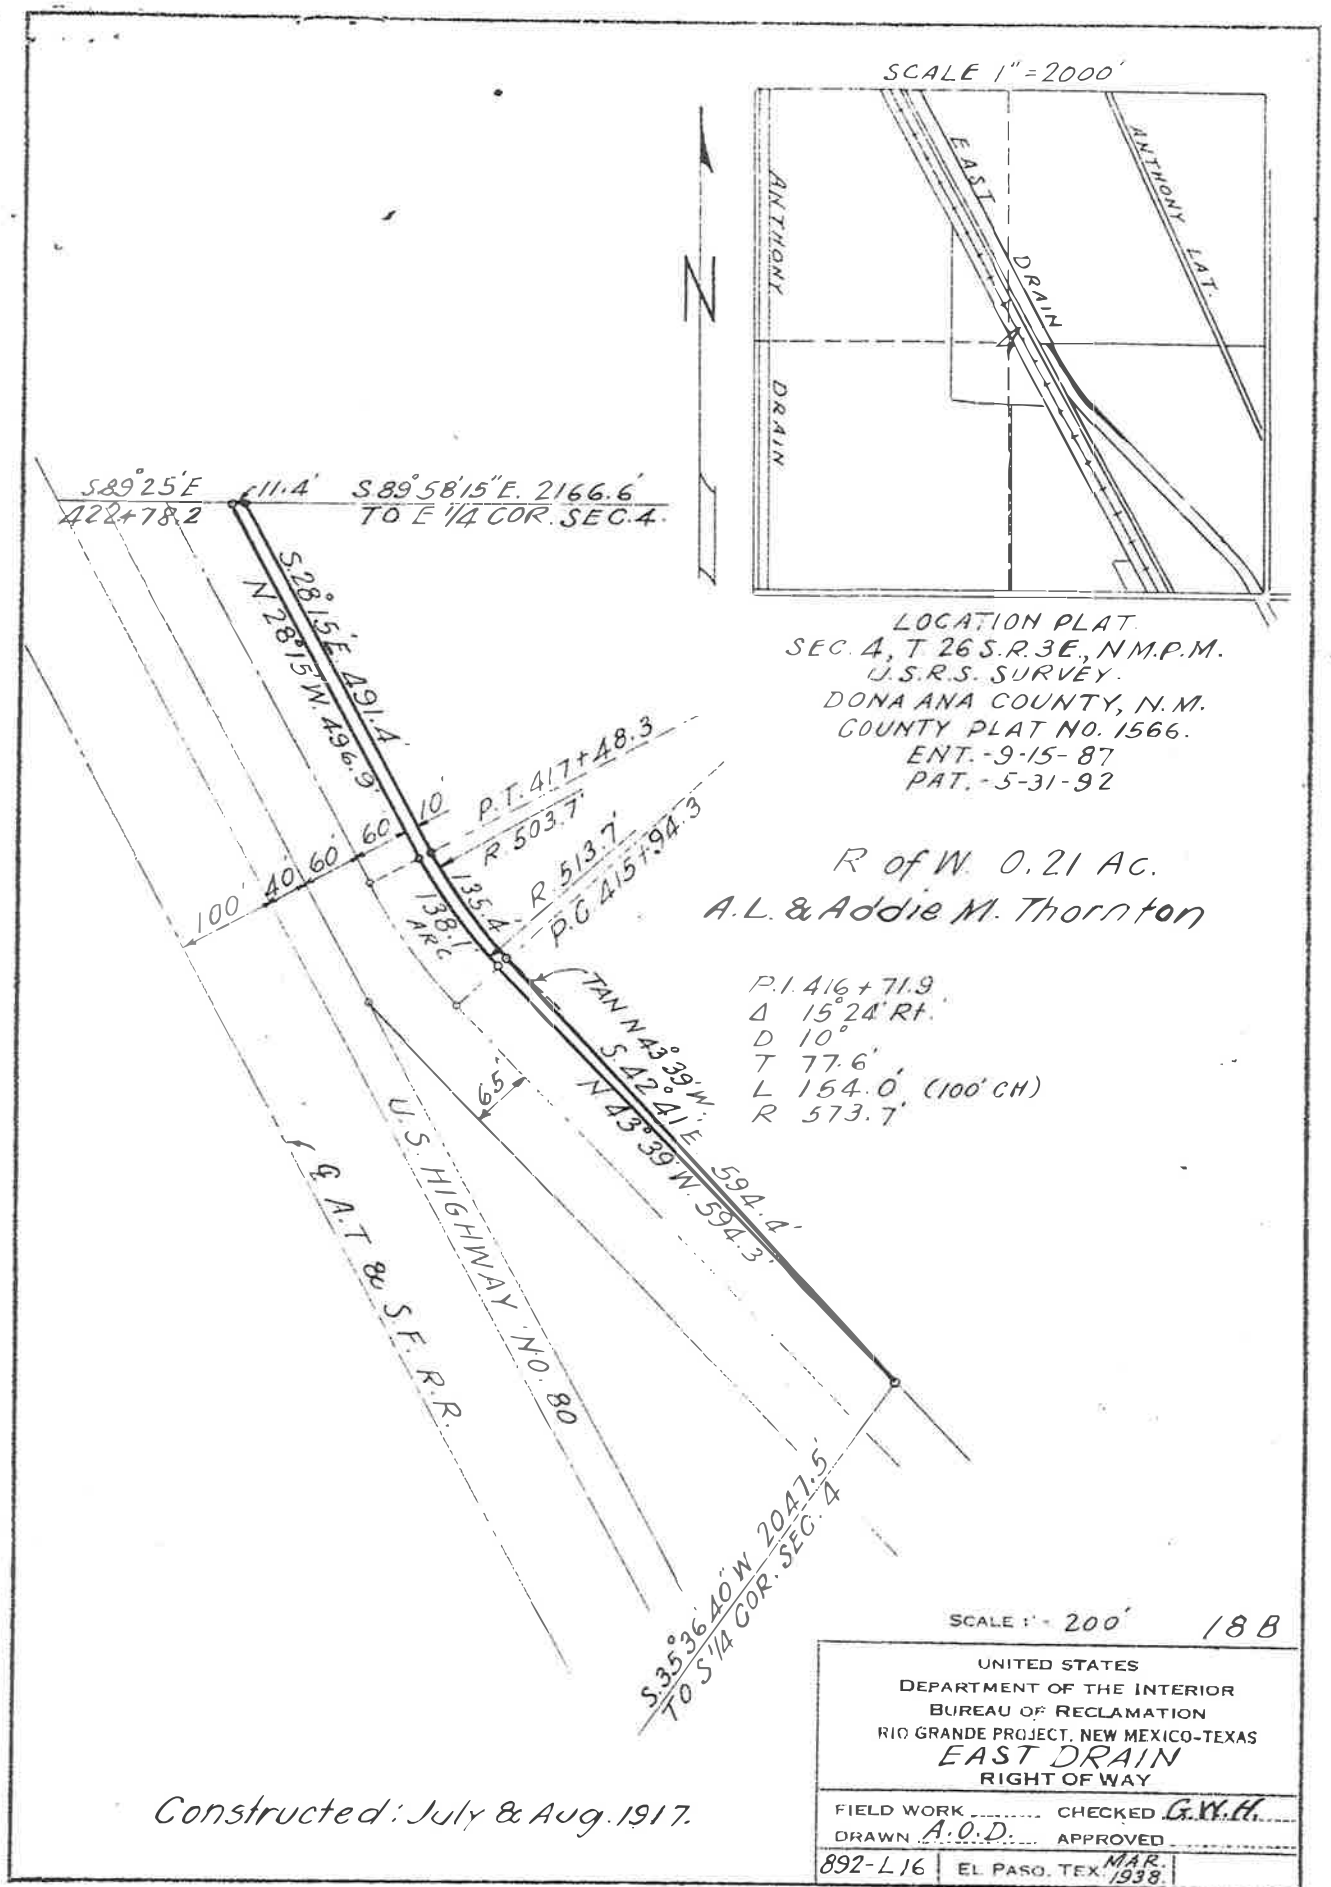 SCALE 1" = 2000'
ANTHONY DRAIN
EAST DRAIN
ANTHONY LAT.
N
LOCATION PLAT
SEC. 4, T. 26 S. R. 3E., N.M.P.M.
U.S.R.S. SURVEY.
DONA ANA COUNTY, N.M.
COUNTY PLAT NO. 1566.
ENT. - 9-15-87
PAT. - 5-31-92
R of W. 0.21 AC.
A.L. & Addie M. Thornton
P.I. 416 + 71.9
Δ 15°24' Rt.
D 10°
T 77.6'
L 154.0' (100' CH)
R 573.7'
S89°25'E
422+78.2
11.4'
S89°58'15"E. 2166.6'
TO E 1/4 COR. SEC. 4.
S. 28°15'E. 491.4'
N 28°15'W. 496.9'
P.T. 417+48.3
R. 503.7'
R. 513.7'
P.C. 415+94.3
100'
40'
60'
60'
10'
135.4'
138.1'
ARC
TAN N 43°39'W.
S. 42°41'E 594.4'
N 43°39'W. 594.3'
65'
U.S. HIGHWAY NO. 80
℄ A.T & S.F. R.R.
S.35°36'40"W 2047.5'
TO S 1/4 COR. SEC. 4
Constructed: July & Aug. 1917.
SCALE 1" = 200'
18 B
UNITED STATES
DEPARTMENT OF THE INTERIOR
BUREAU OF RECLAMATION
RIO GRANDE PROJECT, NEW MEXICO-TEXAS
EAST DRAIN
RIGHT OF WAY
FIELD WORK ........ CHECKED G.W.H.
DRAWN A.O.D. APPROVED
892-L16 EL PASO. TEX. MAR. 1938.